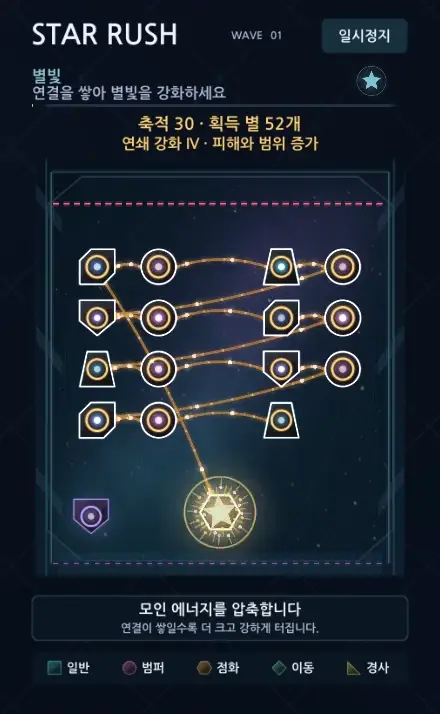 STAR RUSH
WAVE 01
일시정지
별빛
연결을 쌓아 별빛을 강화하세요
축적 30 · 획득 별 52개
연쇄 강화 IV · 피해와 범위 증가
모인 에너지를 압축합니다
연결이 쌓일수록 더 크고 강하게 터집니다.
일반
범퍼
점화
이동
경사